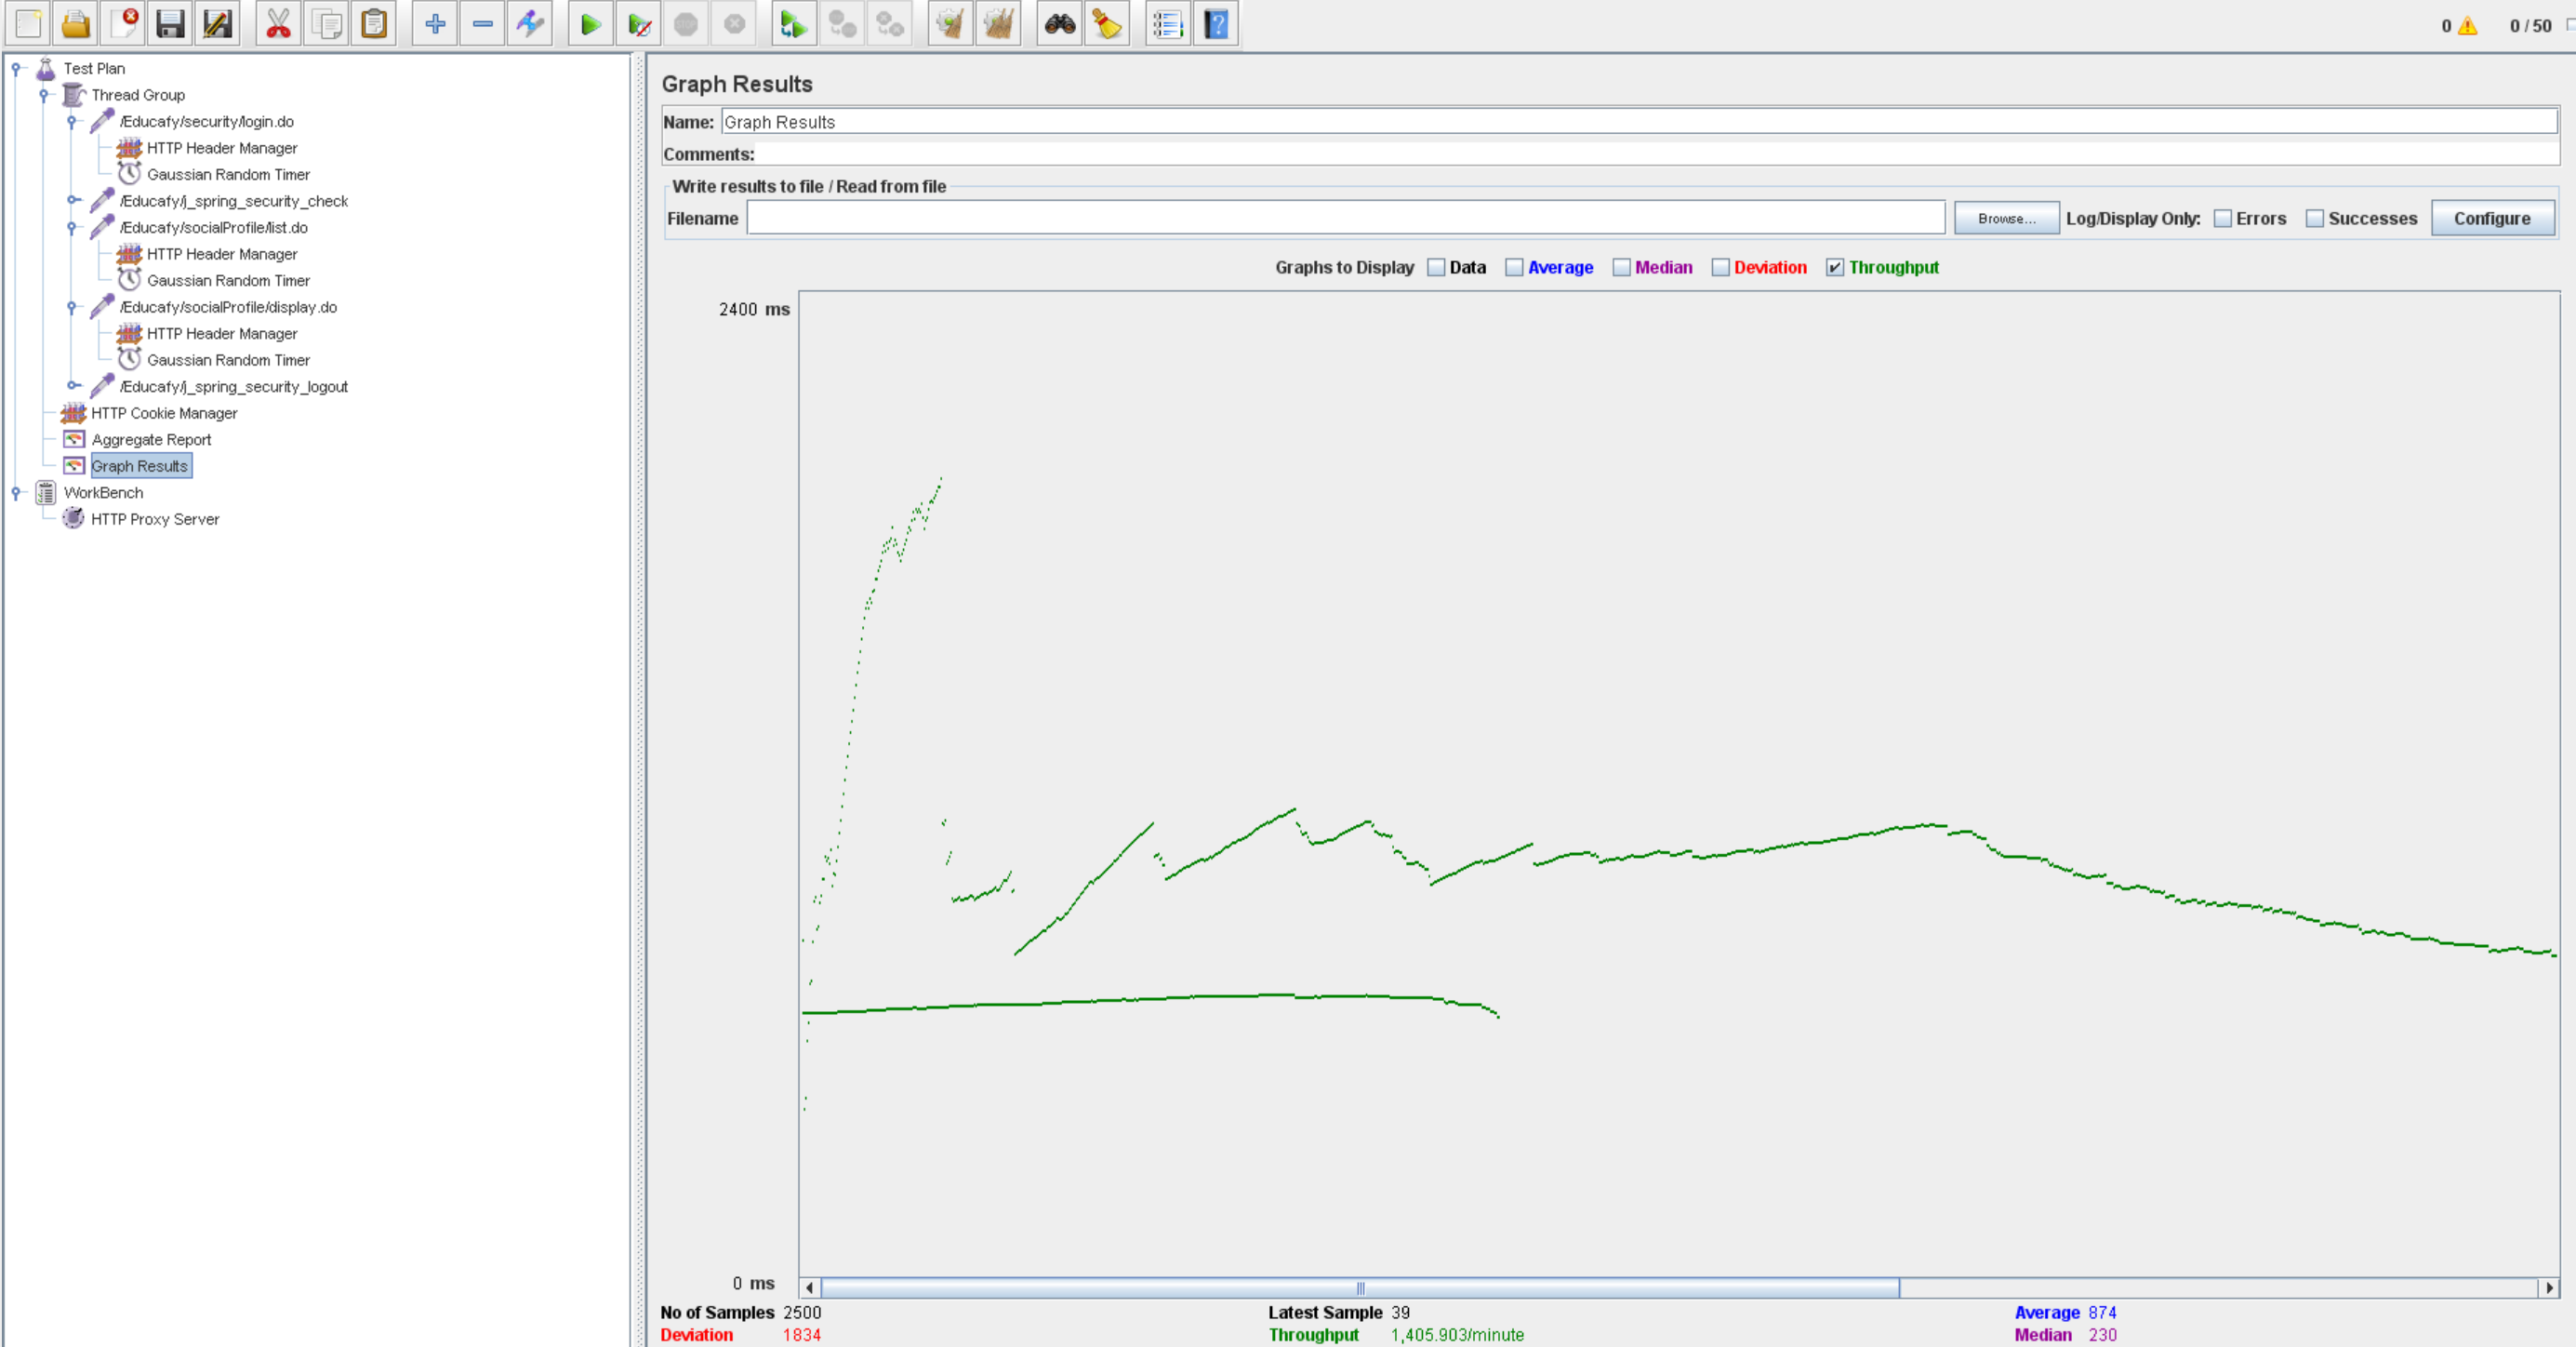 0
0 / 50
Test Plan
Thread Group
/Educafy/security/login.do
HTTP Header Manager
Gaussian Random Timer
/Educafy/j_spring_security_check
/Educafy/socialProfile/list.do
HTTP Header Manager
Gaussian Random Timer
/Educafy/socialProfile/display.do
HTTP Header Manager
Gaussian Random Timer
/Educafy/j_spring_security_logout
HTTP Cookie Manager
Aggregate Report
Graph Results
WorkBench
HTTP Proxy Server
Graph Results
Name: Graph Results
Comments:
Write results to file / Read from file
Filename Browse... Log/Display Only: Errors Successes Configure
Graphs to Display Data Average Median Deviation Throughput
2400 ms
0 ms
No of Samples 2500 Latest Sample 39 Average 874
Deviation 1834 Throughput 1,405.903/minute Median 230